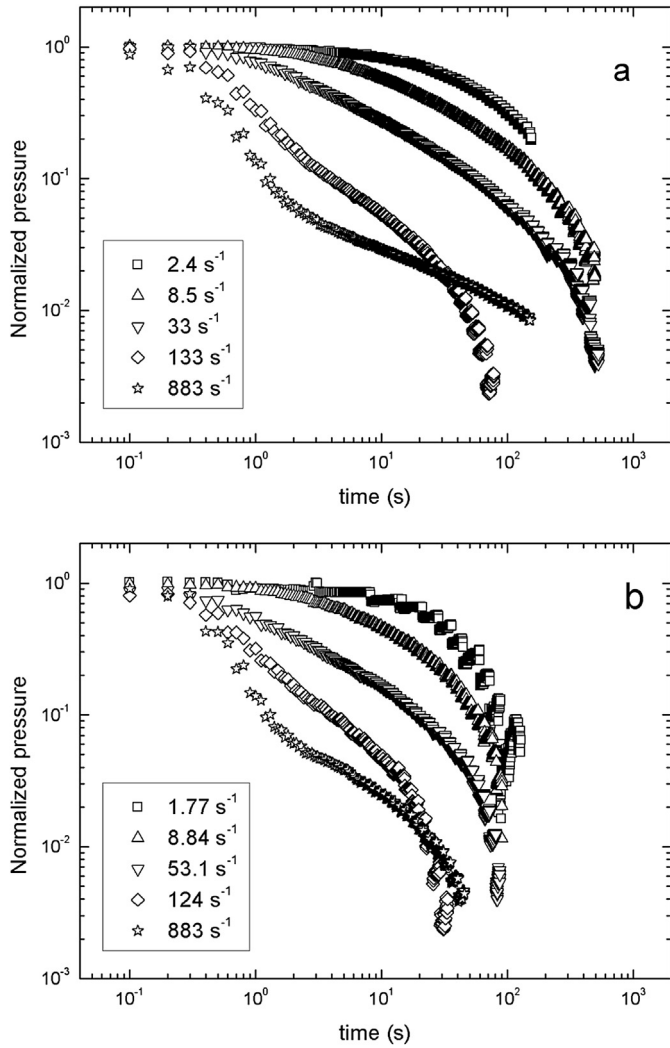 a
10⁰
10⁻¹
10⁻²
10⁻³
Normalized pressure
2.4 s⁻¹
8.5 s⁻¹
33 s⁻¹
133 s⁻¹
883 s⁻¹
10⁻¹ 10⁰ 10¹ 10² 10³
time (s)
b
10⁰
10⁻¹
10⁻²
10⁻³
Normalized pressure
1.77 s⁻¹
8.84 s⁻¹
53.1 s⁻¹
124 s⁻¹
883 s⁻¹
10⁻¹ 10⁰ 10¹ 10² 10³
time (s)